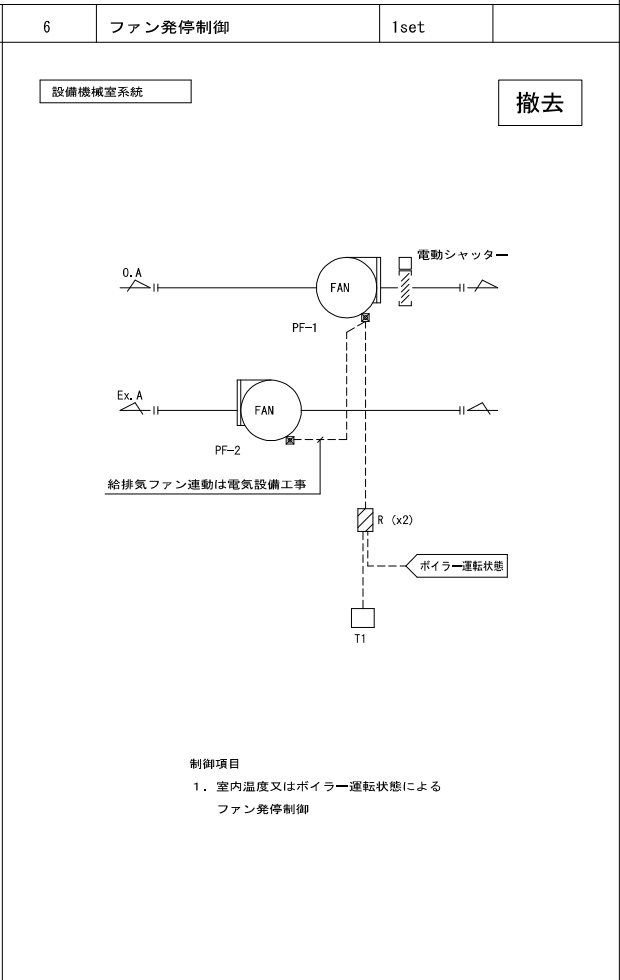 6 ファン発停制御 1set
設備機械室系統
撤去
電動シャッター
O.A
FAN
PF-1
Ex.A
FAN
PF-2
給排気ファン連動は電気設備工事
R (x2)
ボイラー運転状態
T1
制御項目
1. 室内温度又はボイラー運転状態による
ファン発停制御